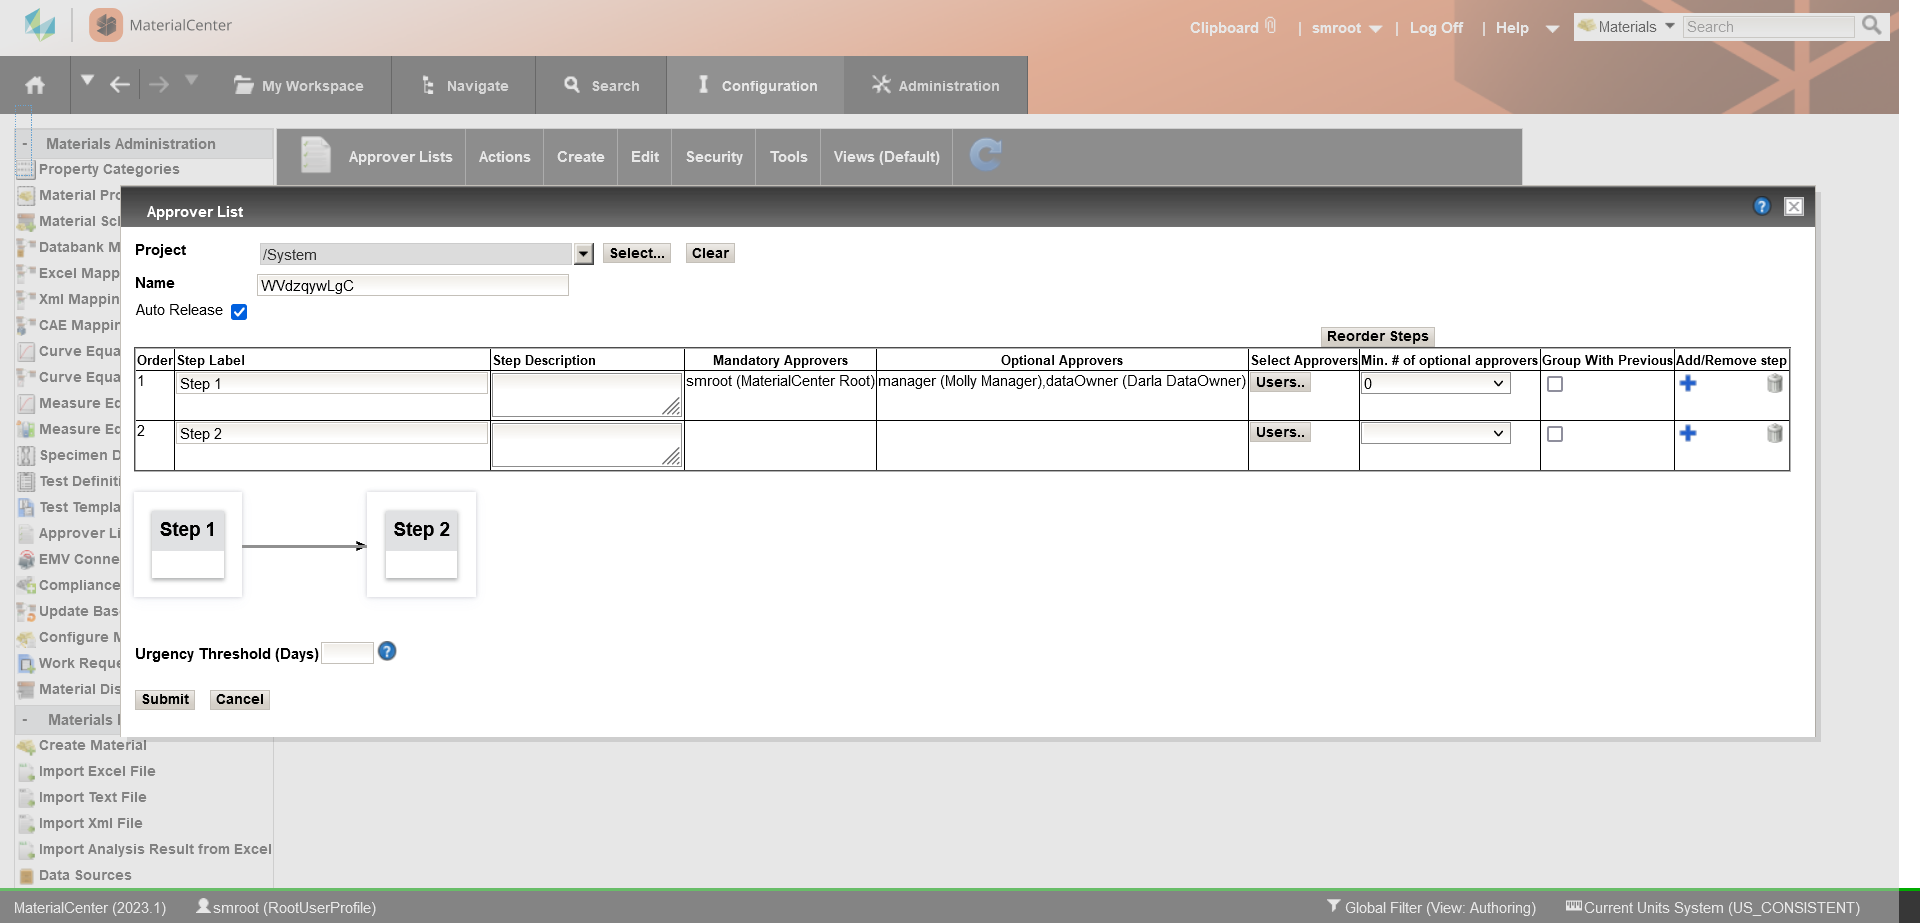 MaterialCenter
Clipboard | smroot | Log Off | Help Materials Search
My Workspace Navigate Search Configuration Administration
- Materials Administration
Approver Lists Actions Create Edit Security Tools Views (Default)
Property Categories
Material Pro
Material Sch
Databank M
Excel Mapp
Xml Mappin
CAE Mappin
Curve Equa
Curve Equa
Measure Eq
Measure Eq
Specimen D
Test Definiti
Test Templa
Approver Li
EMV Conne
Compliance
Update Bas
Configure M
Work Reque
Material Dis
- Materials
Create Material
Import Excel File
Import Text File
Import Xml File
Import Analysis Result from Excel
Data Sources
Approver List ?
Project /System Select... Clear
Name WVdzqywLgC
Auto Release
Reorder Steps
Order Step Label Step Description Mandatory Approvers Optional Approvers Select Approvers Min. # of optional approvers Group With Previous Add/Remove step
1 Step 1 smroot (MaterialCenter Root) manager (Molly Manager),dataOwner (Darla DataOwner) Users.. 0
2 Step 2 Users..
Step 1 Step 2
Urgency Threshold (Days) ?
Submit Cancel
MaterialCenter (2023.1) smroot (RootUserProfile) Global Filter (View: Authoring) Current Units System (US_CONSISTENT)